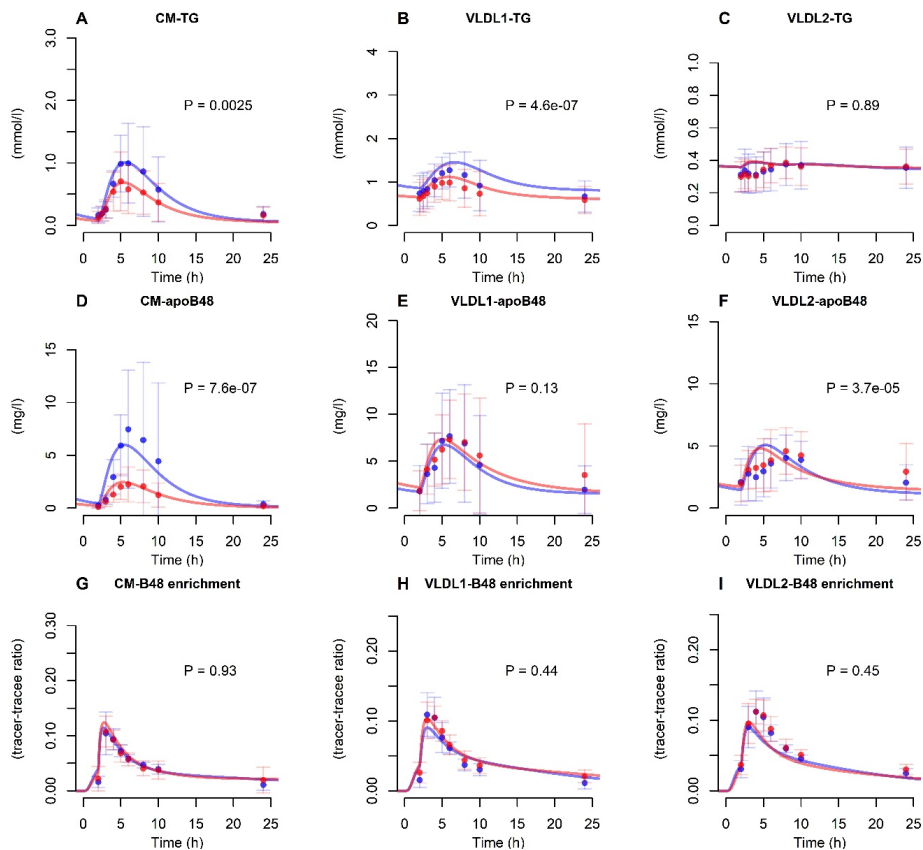 A CM-TG
(mmol/l)
3.0
2.0
1.0
0.0
P = 0.0025
0 5 10 15 20 25
Time (h)
B VLDL1-TG
(mmol/l)
4
3
2
1
0
P = 4.6e-07
0 5 10 15 20 25
Time (h)
C VLDL2-TG
(mmol/l)
1.0
0.8
0.6
0.4
0.2
0.0
P = 0.89
0 5 10 15 20 25
Time (h)
D CM-apoB48
(mg/l)
15
10
5
0
P = 7.6e-07
0 5 10 15 20 25
Time (h)
E VLDL1-apoB48
(mg/l)
20
15
10
5
0
P = 0.13
0 5 10 15 20 25
Time (h)
F VLDL2-apoB48
(mg/l)
15
10
5
0
P = 3.7e-05
0 5 10 15 20 25
Time (h)
G CM-B48 enrichment
(tracer-tracee ratio)
0.30
0.20
0.10
0.00
P = 0.93
0 5 10 15 20 25
Time (h)
H VLDL1-B48 enrichment
(tracer-tracee ratio)
0.20
0.10
0.00
P = 0.44
0 5 10 15 20 25
Time (h)
I VLDL2-B48 enrichment
(tracer-tracee ratio)
0.20
0.10
0.00
P = 0.45
0 5 10 15 20 25
Time (h)